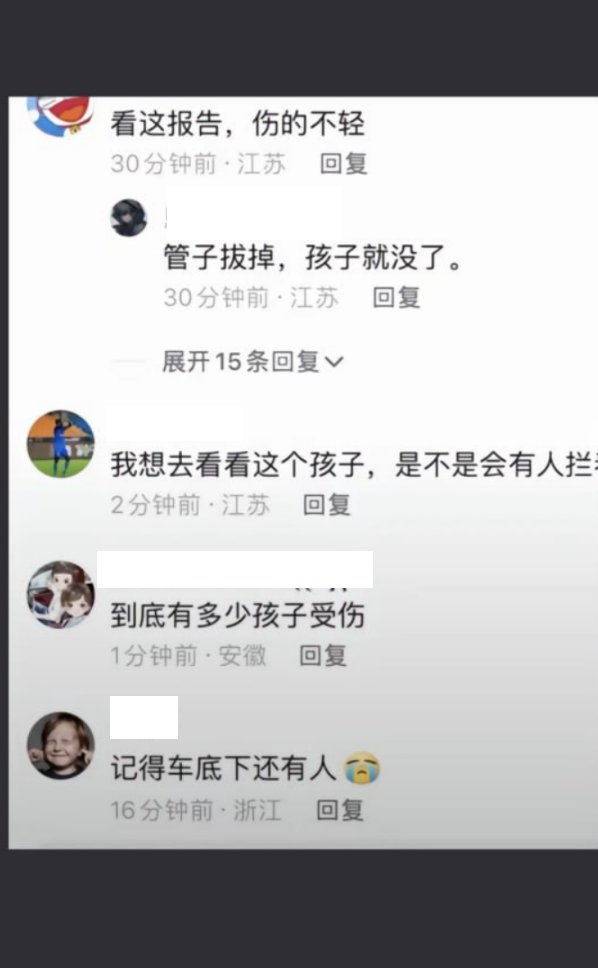 看这报告，伤的不轻
30分钟前·江苏 回复
管子拔掉，孩子就没了。
30分钟前·江苏 回复
展开15条回复
我想去看看这个孩子，是不是会有人拦
2分钟前·江苏 回复
到底有多少孩子受伤
1分钟前·安徽 回复
记得车底下还有人😭
16分钟前·浙江 回复